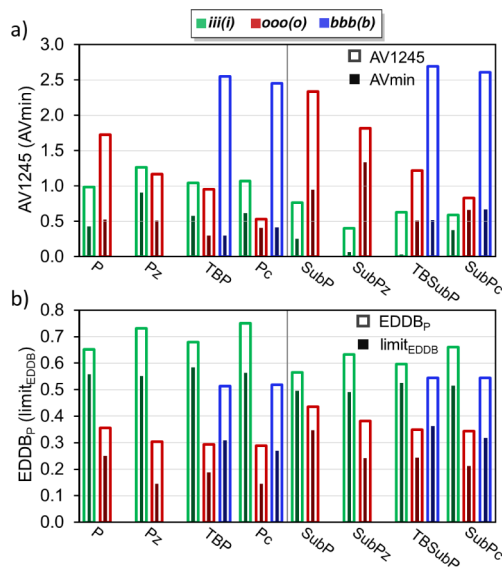 iii(i) ooo(o) bbb(b)
a)
AV1245 (AVmin)
3.0
2.5
2.0
1.5
1.0
0.5
0.0
AV1245
AVmin
P Pz TBP Pc SubP SubPz TBSubP SubPc
b)
EDDBP (limitEDDB)
0.8
0.7
0.6
0.5
0.4
0.3
0.2
0.1
0.0
EDDBP
limitEDDB
P Pz TBP Pc SubP SubPz TBSubP SubPc